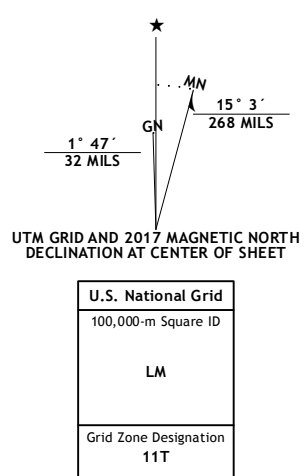 ★
MN
15° 3´
268 MILS
GN
1° 47´
32 MILS
UTM GRID AND 2017 MAGNETIC NORTH
DECLINATION AT CENTER OF SHEET
U.S. National Grid
100,000-m Square ID
LM
Grid Zone Designation
11T